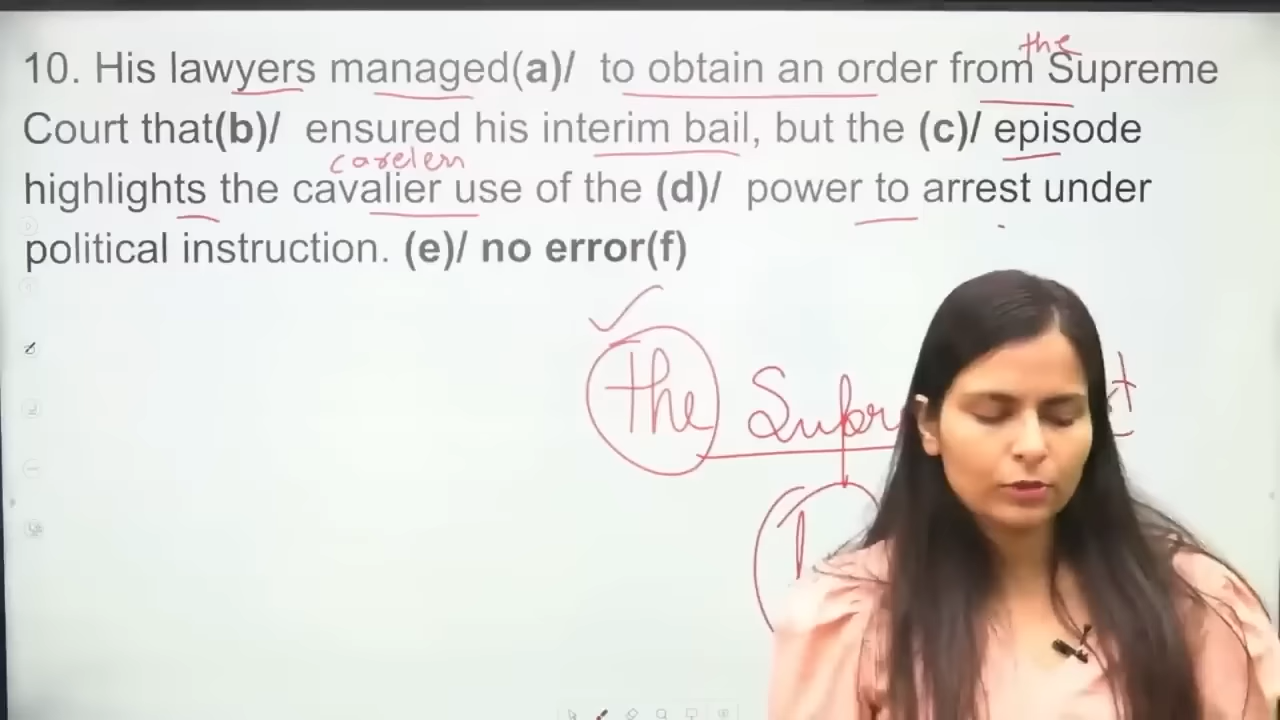 the
10. His lawyers managed(a)/ to obtain an order from Supreme
Court that(b)/ ensured his interim bail, but the (c)/ episode
careless
highlights the cavalier use of the (d)/ power to arrest under
political instruction. (e)/ no error(f)
the